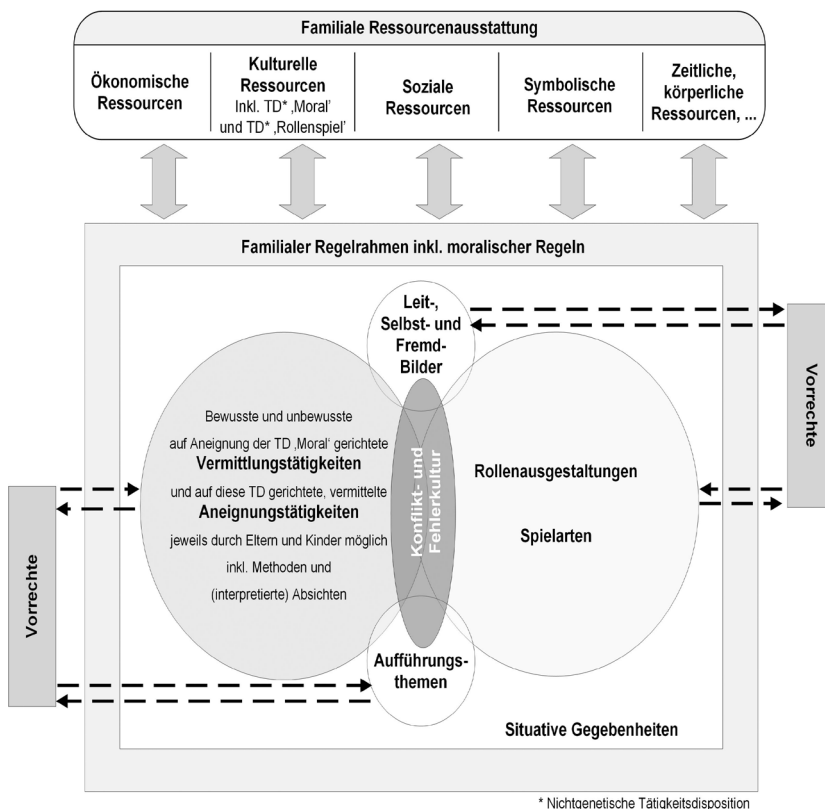 Familiale Ressourcenausstattung
Ökonomische
Ressourcen
Kulturelle
Ressourcen
Inkl. TD* ‚Moral’
und TD* ‚Rollenspiel’
Soziale
Ressourcen
Symbolische
Ressourcen
Zeitliche,
körperliche
Ressourcen, ...
Familialer Regelrahmen inkl. moralischer Regeln
Leit-,
Selbst- und
Fremd-
Bilder
Vorrechte
Bewusste und unbewusste
auf Aneignung der TD ‚Moral‘ gerichtete
Vermittlungstätigkeiten
und auf diese TD gerichtete, vermittelte
Aneignungstätigkeiten
jeweils durch Eltern und Kinder möglich
inkl. Methoden und
(interpretierte) Absichten
Konflikt- und
Fehlerkultur
Rollenausgestaltungen
Spielarten
Vorrechte
Aufführungs-
themen
Situative Gegebenheiten
* Nichtgenetische Tätigkeitsdisposition